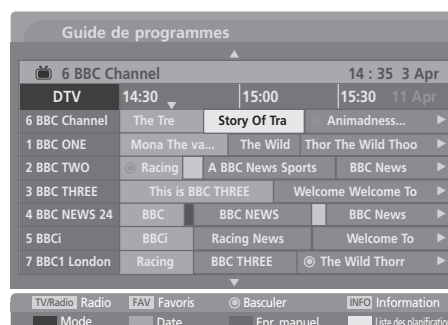 Guide de programmes
6 BBC Channel 14 : 35 3 Apr
DTV 14:30 15:00 15:30 11 Apr
6 BBC Channel The Tre Story Of Tra Animadness...
1 BBC ONE Mona The va... The Wild Thor The Wild Thoo
2 BBC TWO Racing A BBC News Sports BBC News
3 BBC THREE This is BBC THREE Welcome Welcome To
4 BBC NEWS 24 BBC BBC NEWS BBC News
5 BBCi BBCi Racing News Welcome To
7 BBC1 London Racing BBC THREE The Wild Thorr
TV/Radio Radio FAV Favoris Basculer INFO Information
Mode Date Enr. manuel Liste des planificatio